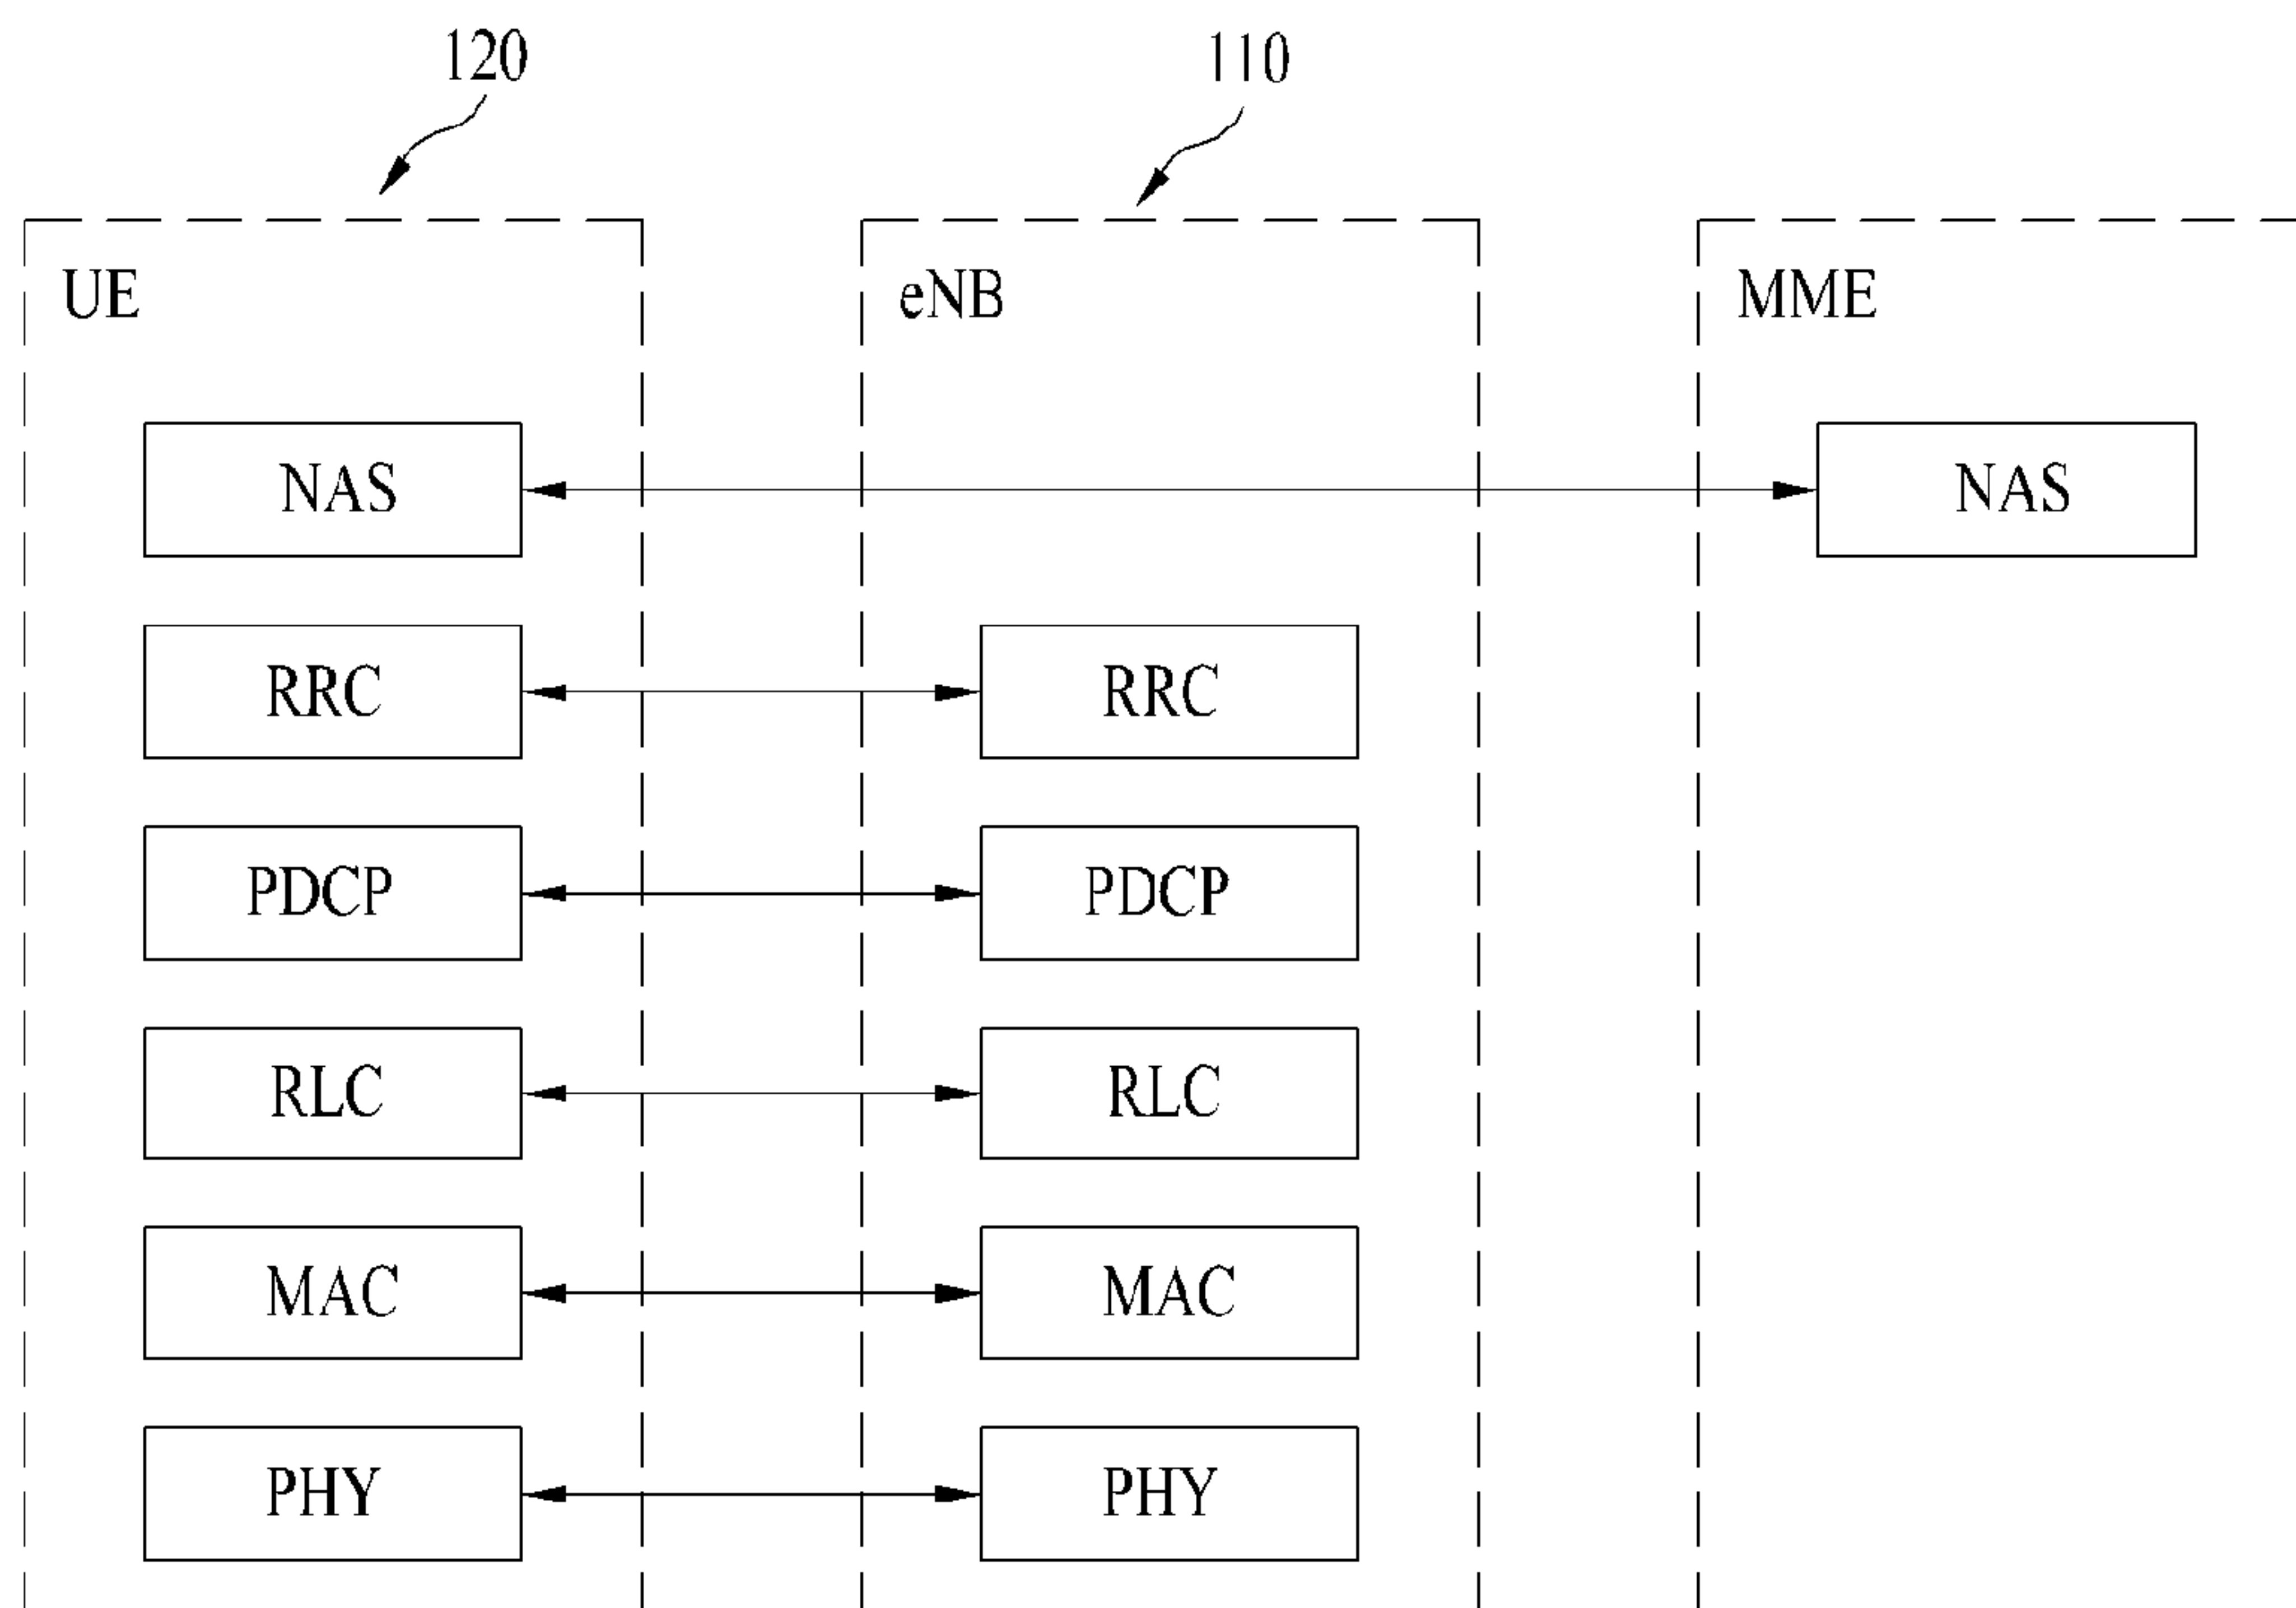 120 110
UE eNB MME
NAS NAS
RRC RRC
PDCP PDCP
RLC RLC
MAC MAC
PHY PHY